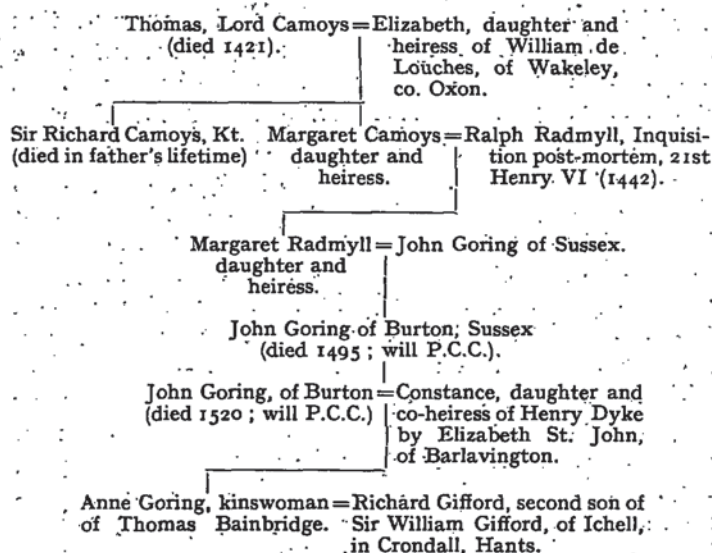 Thomas, Lord Camoys=Elizabeth, daughter and
(died 1421). heiress of William de
Louches, of Wakeley,
co. Oxon.
Sir Richard Camoys, Kt. Margaret Camoys=Ralph Radmyll, Inquisi-
(died in father's lifetime) daughter and tion post-mortem, 21st
heiress. Henry VI (1442).
Margaret Radmyll=John Goring of Sussex.
daughter and
heiress.
John Goring of Burton, Sussex
(died 1495 ; will P.C.C.).
John Goring, of Burton=Constance, daughter and
(died 1520 ; will P.C.C.) co-heiress of Henry Dyke
by Elizabeth St. John,
of Barlavington.
Anne Goring, kinswoman=Richard Gifford, second son of
of Thomas Bainbridge. Sir William Gifford, of Ichell,
in Crondall, Hants.